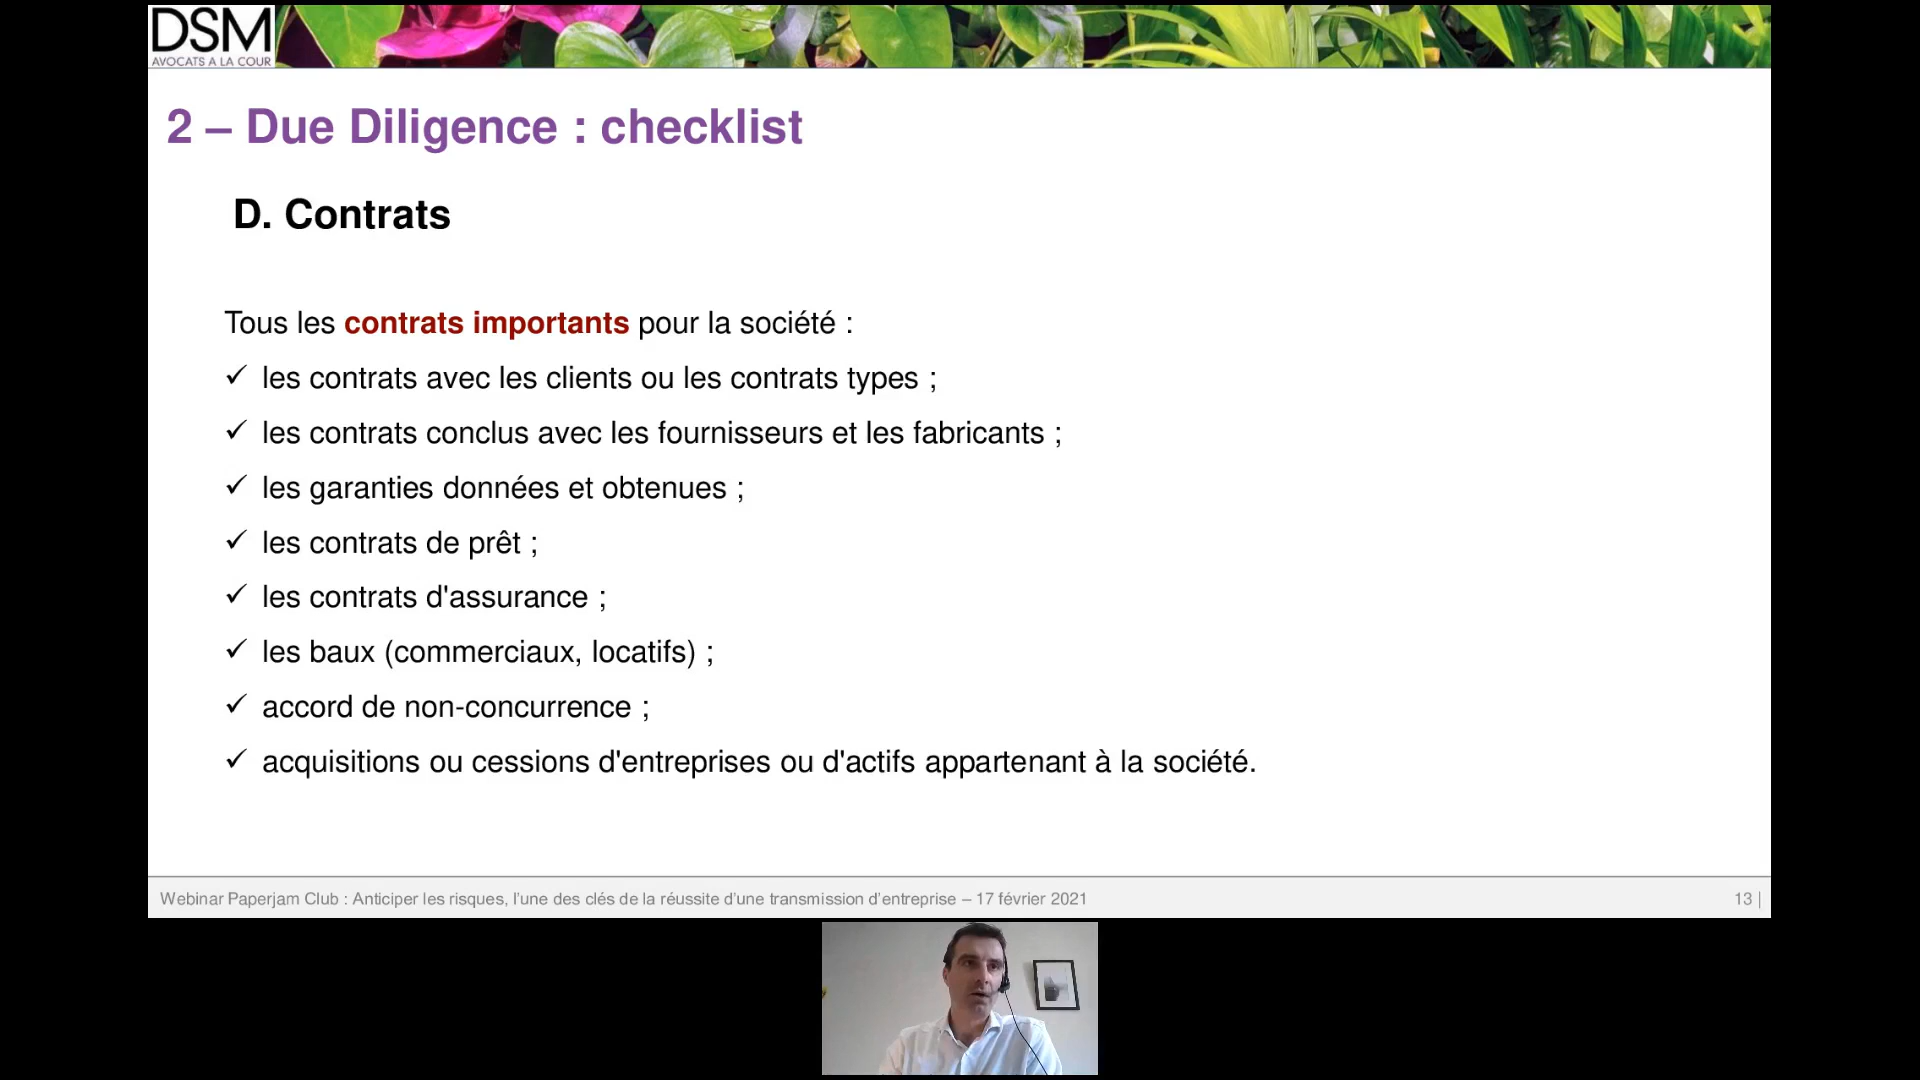 DSM
AVOCATS A LA COUR
2 – Due Diligence : checklist
D. Contrats
Tous les contrats importants pour la société :
✓ les contrats avec les clients ou les contrats types ;
✓ les contrats conclus avec les fournisseurs et les fabricants ;
✓ les garanties données et obtenues ;
✓ les contrats de prêt ;
✓ les contrats d'assurance ;
✓ les baux (commerciaux, locatifs) ;
✓ accord de non-concurrence ;
✓ acquisitions ou cessions d'entreprises ou d'actifs appartenant à la société.
Webinar Paperjam Club : Anticiper les risques, l’une des clés de la réussite d’une transmission d’entreprise – 17 février 2021
13 |